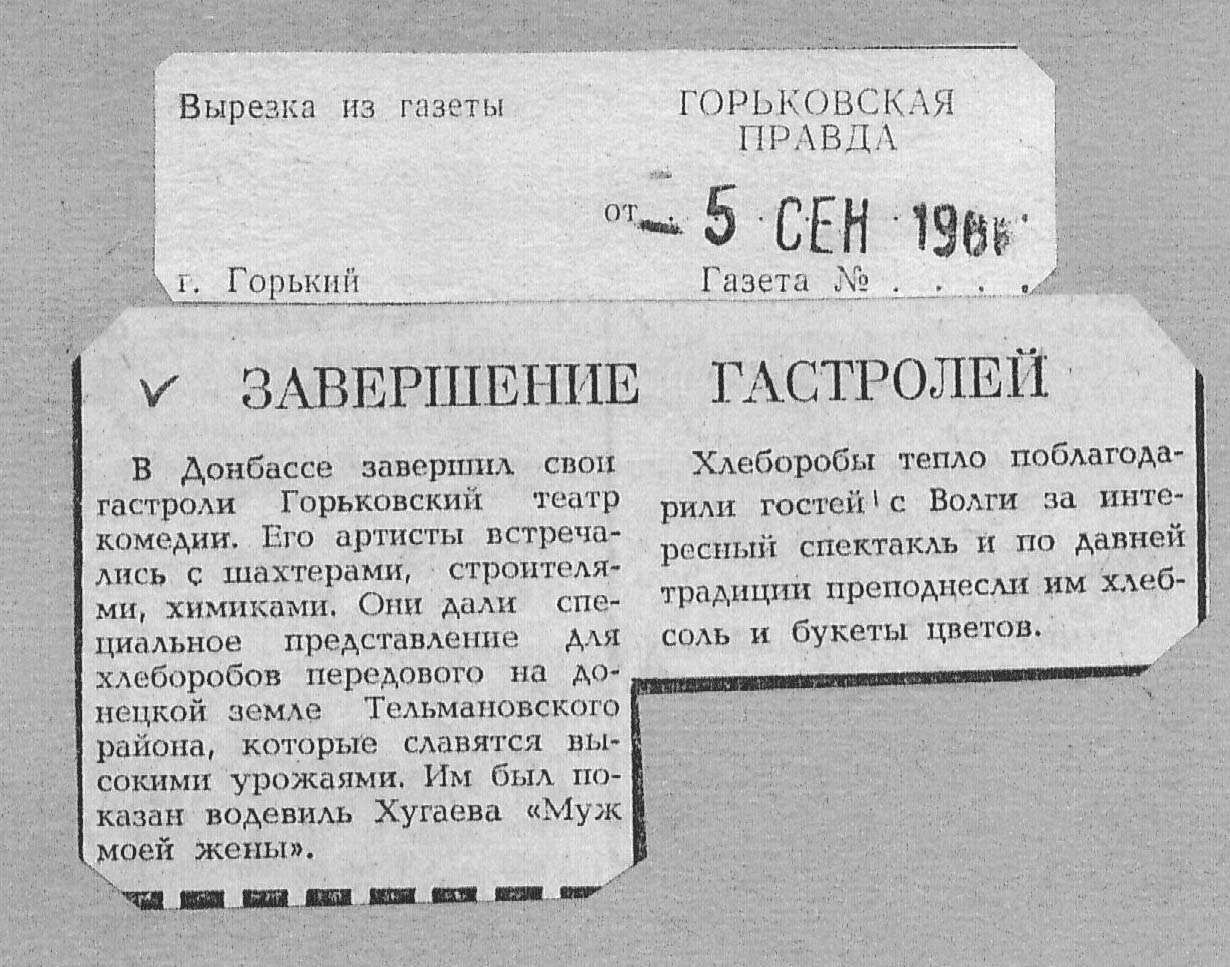 Вырезка из газеты
ГОРЬКОВСКАЯ
ПРАВДА
от - 5 СЕН
г. Горький
Газета № . . . .
ЗАВЕРШЕНИЕ ГАСТРОЛЕЙ
В Донбассе завершил свои
гастроли Горьковский театр
комедии. Его артисты встреча-
лись с шахтерами, строителя-
ми, химиками. Они дали спе-
циальное представление для
хлеборобов передового на до-
нецкой земле Тельмановского
района, которые славятся вы-
сокими урожаями. Им был по-
казан водевиль Хугаева «Муж
моей жены».
Хлеборобы тепло поблагода-
рили гостей с Волги за инте-
ресный спектакль и по давней
традиции преподнесли им хлеб-
соль и букеты цветов.